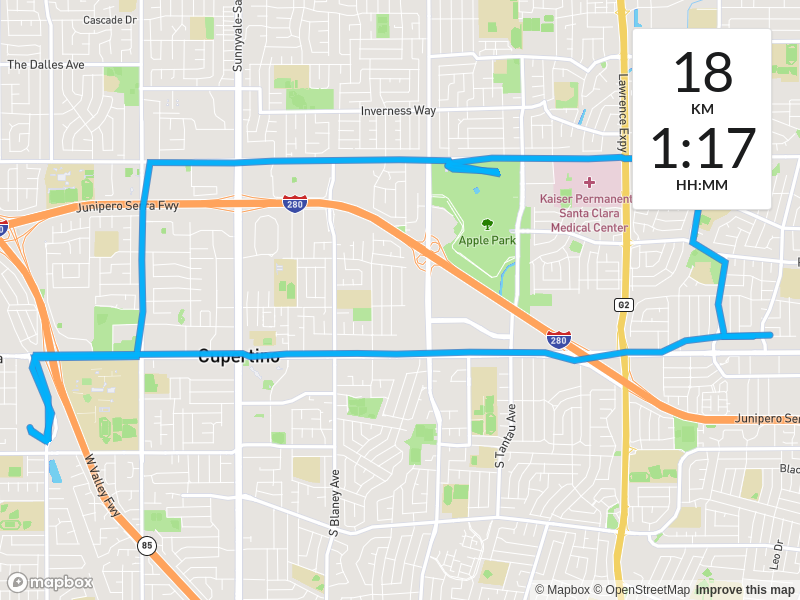 Cascade Dr
Sunnyvale-Sa
The Dalles Ave
Inverness Way
Lawrence Expy
18
KM
1:17
HH:MM
Junipero Serra Fwy
280
Kaiser Permanent
Santa Clara
Medical Center
Apple Park
G2
280
Cupertino
Junipero Ser
S Tantau Ave
W Valley Fwy
S Blaney Ave
Blac
85
Leo Dr
mapbox
© Mapbox © OpenStreetMap Improve this map